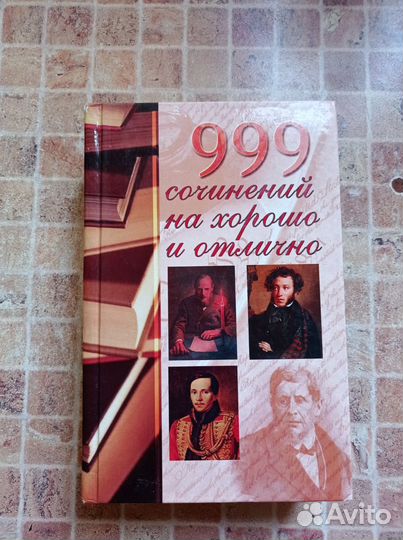 999
сочинений
на хорошо
и отлично
Avito